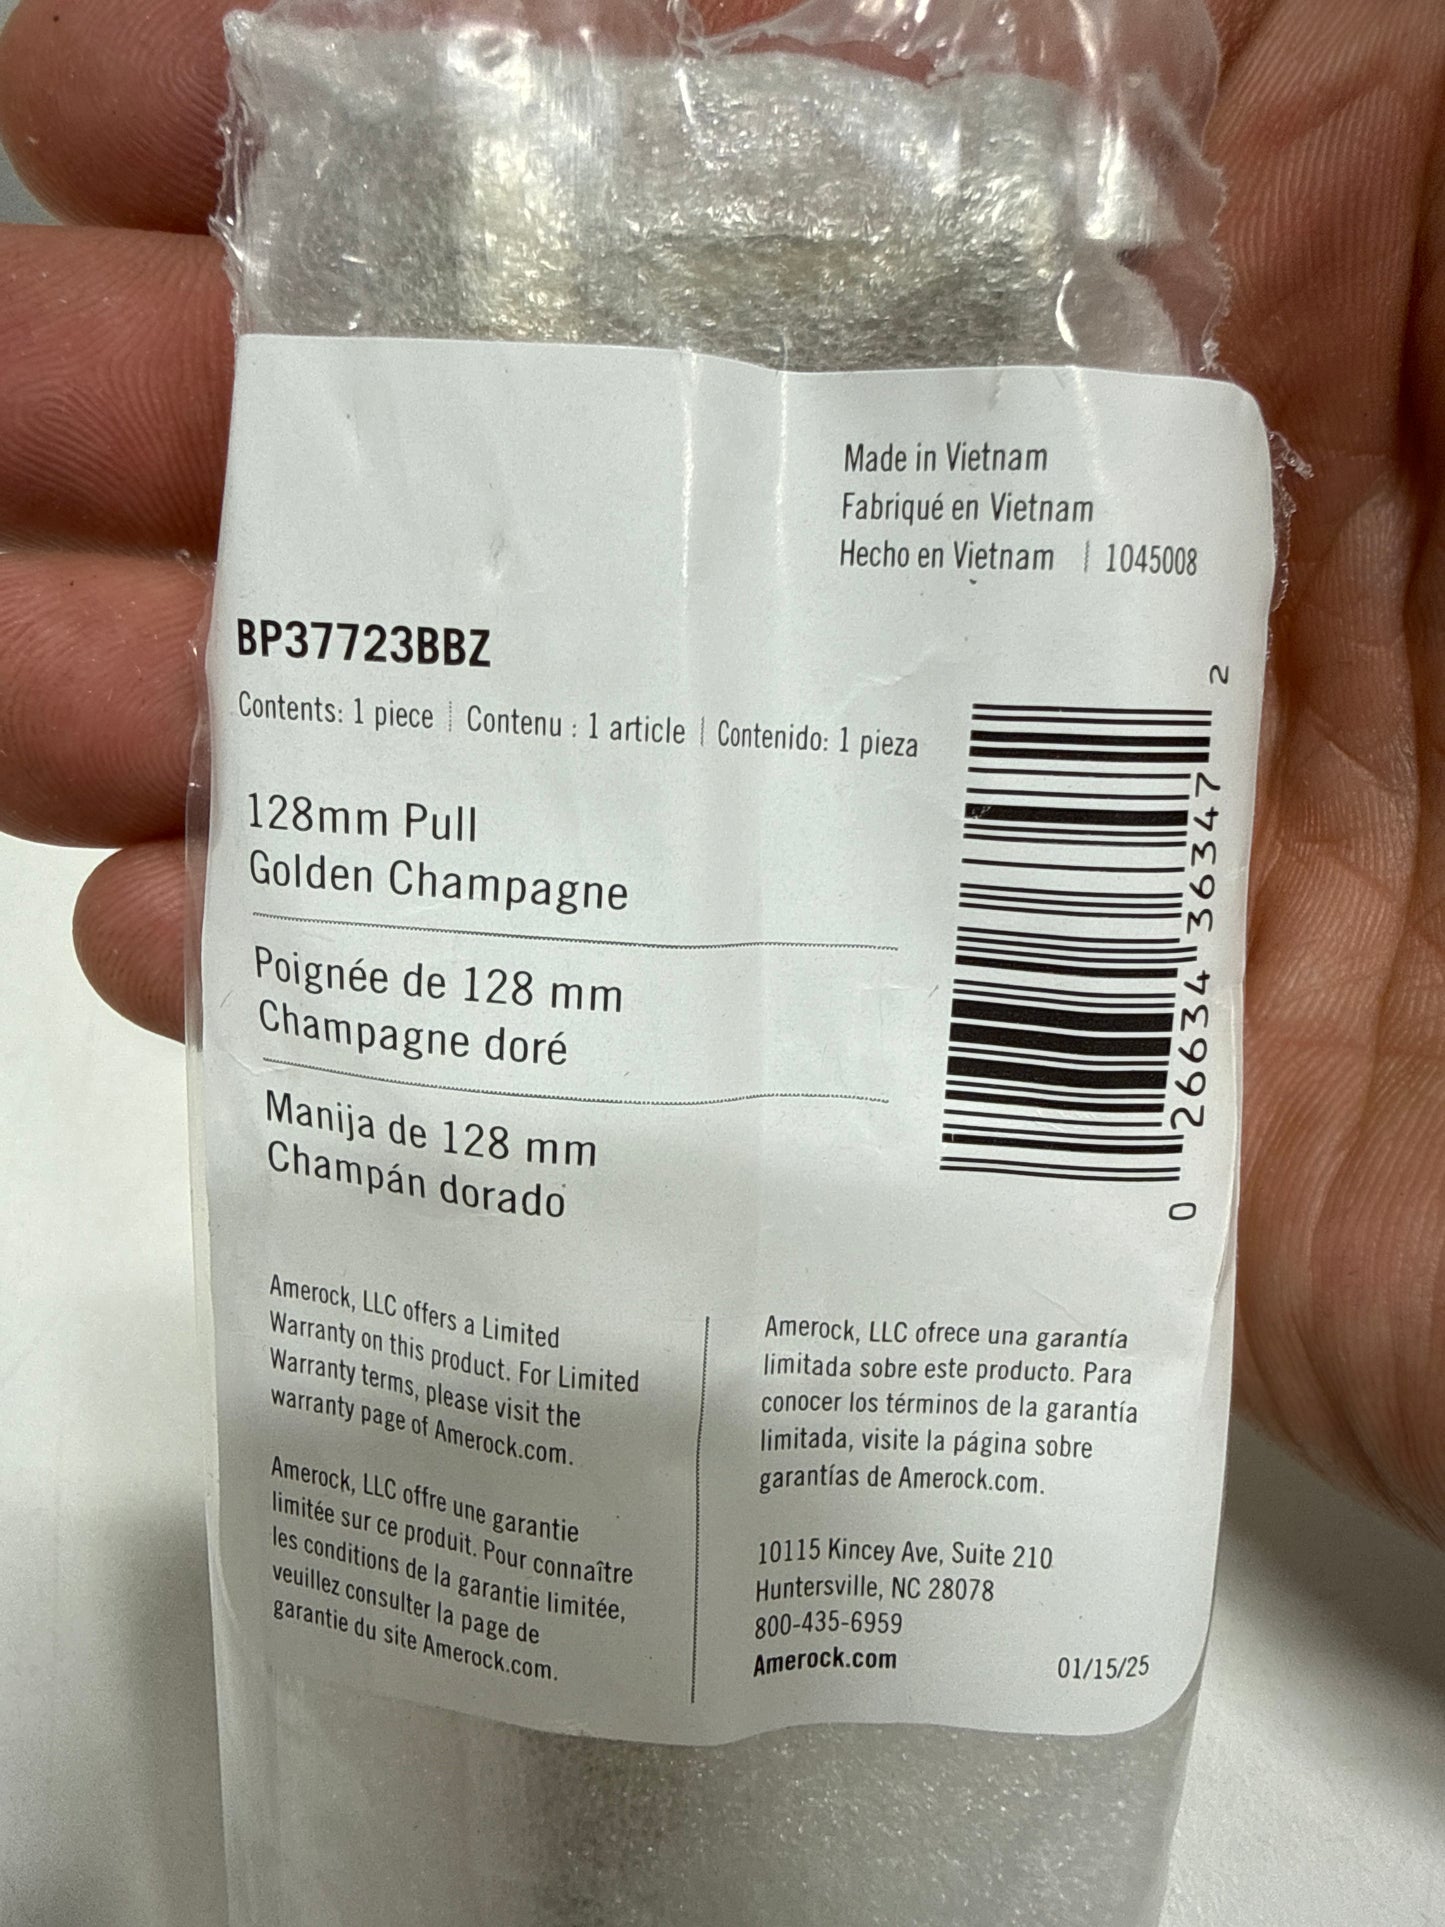 Made in Vietnam
Fabriqué en Vietnam
Hecho en Vietnam | 1045008
BP37723BBZ
Contents: 1 piece | Contenu : 1 article | Contenido: 1 pieza
128mm Pull
Golden Champagne
Poignée de 128 mm
Champagne doré
Manija de 128 mm
Champán dorado
0 26634 36347 2
Amerock, LLC offers a Limited
Warranty on this product. For Limited
Warranty terms, please visit the
warranty page of Amerock.com.
Amerock, LLC offre une garantie
limitée sur ce produit. Pour connaître
les conditions de la garantie limitée,
veuillez consulter la page de
garantie du site Amerock.com.
Amerock, LLC ofrece una garantía
limitada sobre este producto. Para
conocer los términos de la garantía
limitada, visite la página sobre
garantías de Amerock.com.
10115 Kincey Ave, Suite 210
Huntersville, NC 28078
800-435-6959
Amerock.com
01/15/25